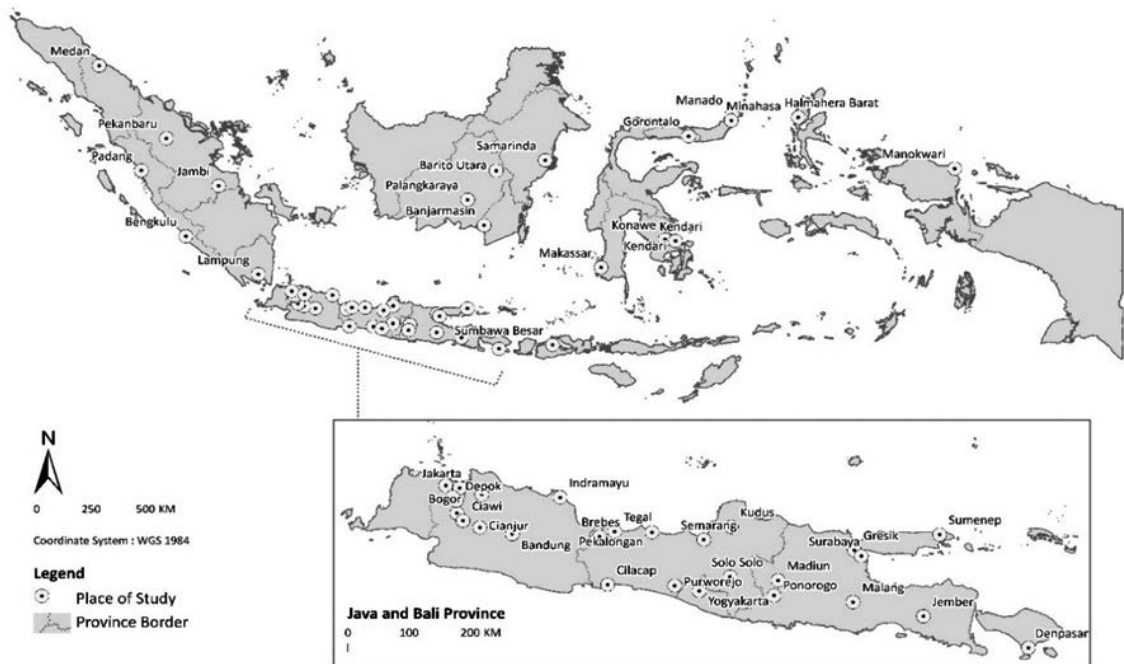 Medan
Pekanbaru
Padang
Jambi
Bengkulu
Lampung
Samarinda
Barito Utara
Palangkaraya
Banjarmasin
Manado
Minahasa
Halmahera Barat
Gorontalo
Manokwari
Konawe
Kendari
Kendari
Makassar
Sumbawa Besar
N
0 250 500 KM
Coordinate System : WGS 1984
Legend
Place of Study
Province Border
Jakarta
Depok
Bogor
Ciawi
Cianjur
Bandung
Indramayu
Brebes
Tegal
Pekalongan
Semarang
Kudus
Cilacap
Purworejo
Solo Solo
Yogyakarta
Madiun
Ponorogo
Surabaya
Gresik
Sumenep
Malang
Jember
Denpasar
Java and Bali Province
0 100 200 KM